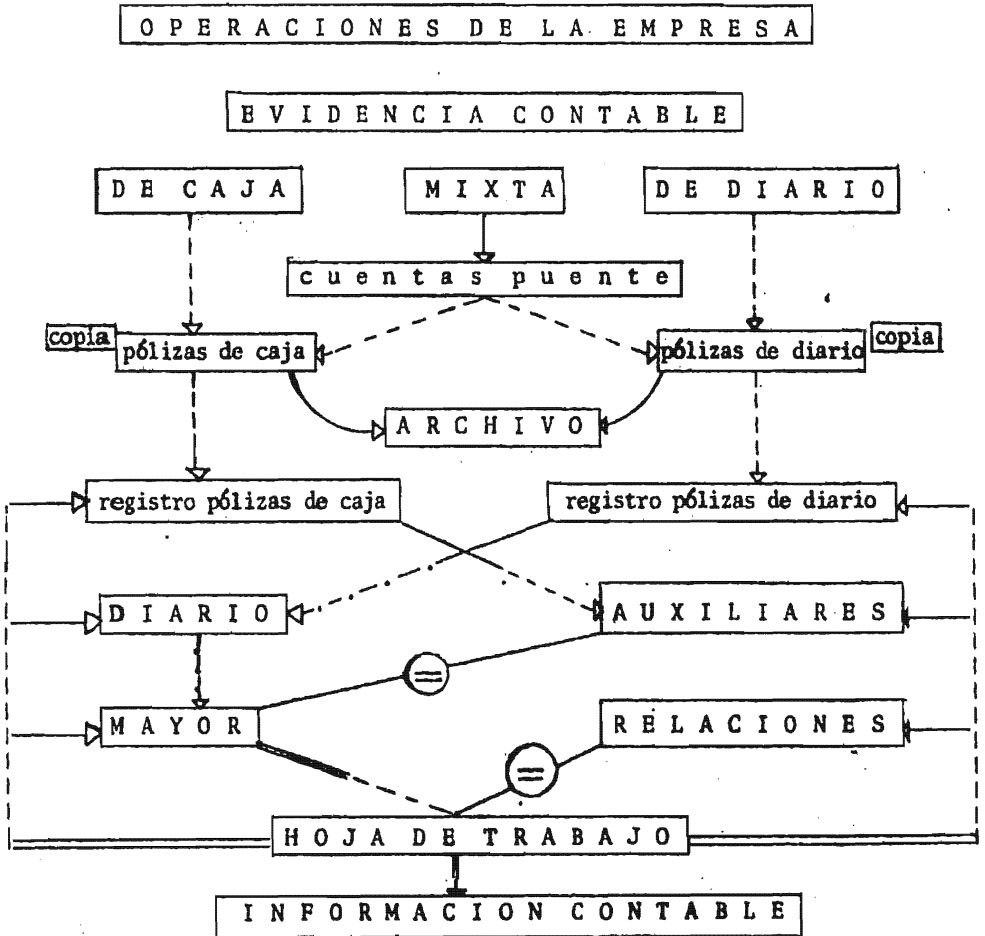 OPERACIONES DE LA EMPRESA
EVIDENCIA CONTABLE
DE CAJA
MIXTA
DE DIARIO
cuentas puente
copia
pólizas de caja
pólizas de diario
copia
ARCHIVO
registro pólizas de caja
registro pólizas de diario
DIARIO
AUXILIARES
=
MAYOR
RELACIONES
=
HOJA DE TRABAJO
INFORMACION CONTABLE